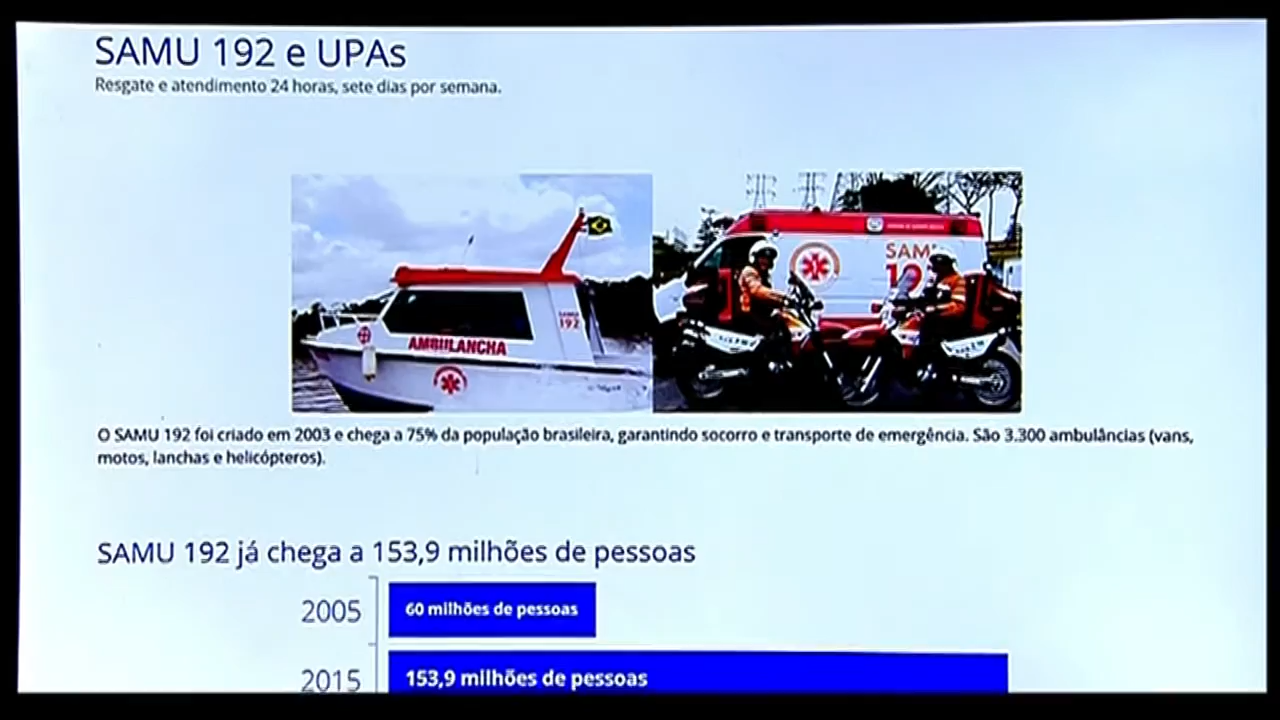 SAMU 192 e UPAs
Resgate e atendimento 24 horas, sete dias por semana.
SAMU
192
AMBULANCHA
SAMU
192
O SAMU 192 foi criado em 2003 e chega a 75% da população brasileira, garantindo socorro e transporte de emergência. São 3.300 ambulâncias (vans,
motos, lanchas e helicópteros).
SAMU 192 já chega a 153,9 milhões de pessoas
2005
60 milhões de pessoas
2015
153,9 milhões de pessoas